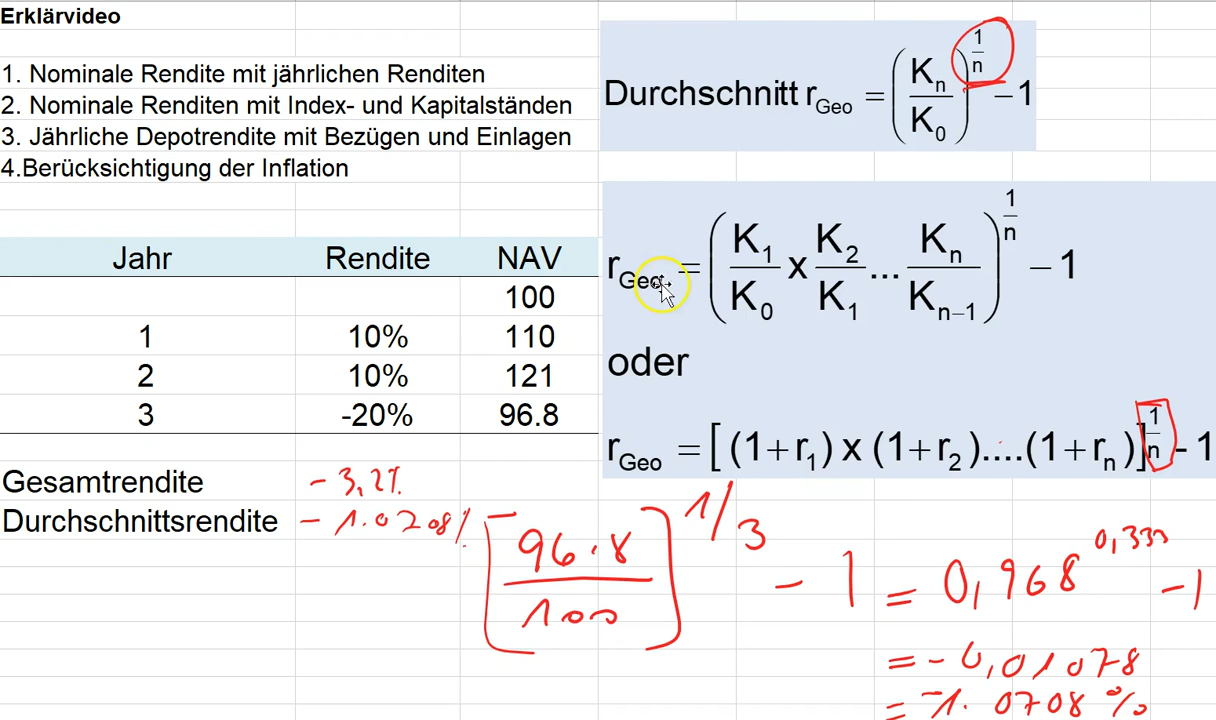 Erklärvideo
1. Nominale Rendite mit jährlichen Renditen
2. Nominale Renditen mit Index- und Kapitalständen
3. Jährliche Depotrendite mit Bezügen und Einlagen
4.Berücksichtigung der Inflation
Durchschnitt r_Geo = (K_n / K_0)^(1/n) − 1
r_Geo = (K_1 / K_0 x K_2 / K_1 ... K_n / K_n−1)^(1/n) − 1
oder
r_Geo = [ (1+r_1) x (1+r_2)....(1+r_n)]^(1/n) - 1
Jahr Rendite NAV
100
1 10% 110
2 10% 121
3 -20% 96.8
Gesamtrendite - 3,2%
Durchschnittsrendite - 1.0208%
[96.8 / 100]^(1/3) - 1 = 0,968^(0,333) - 1
= - 0,01078
= -1.0708 %